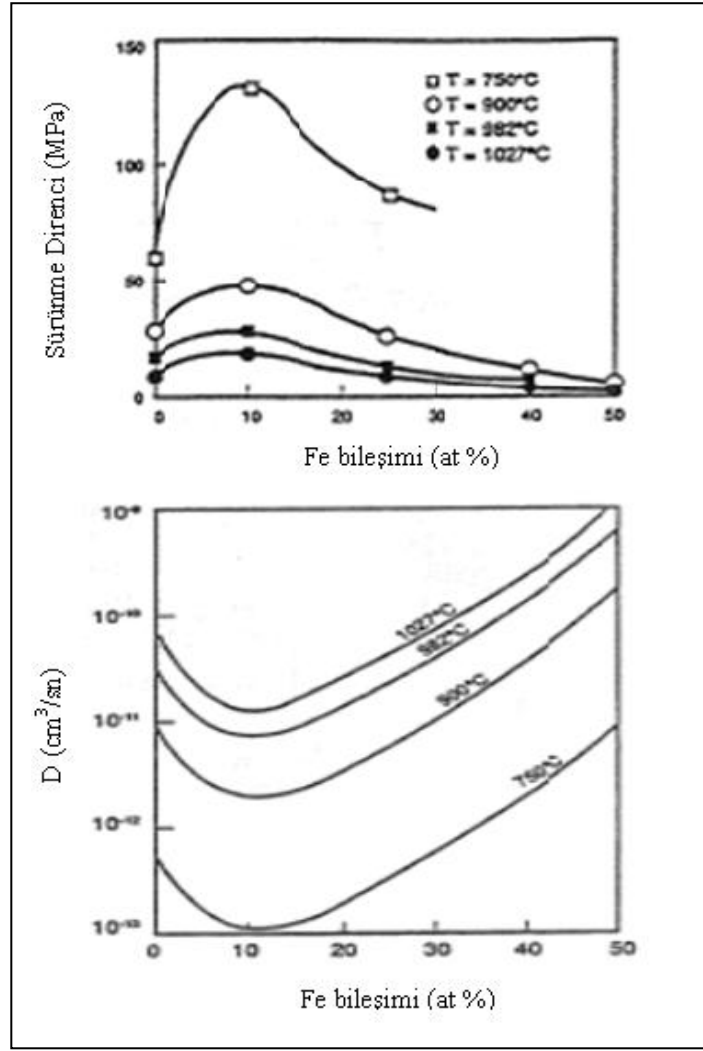 150
100
50
0
Sürünme Direnci (MPa)
T = 750°C
T = 900°C
T = 982°C
T = 1027°C
0 10 20 30 40 50
Fe bileşimi (at %)
10⁻⁹
10⁻¹⁰
10⁻¹¹
10⁻¹²
10⁻¹³
D (cm³/sn)
1027°C
982°C
900°C
750°C
0 10 20 30 40 50
Fe bileşimi (at %)